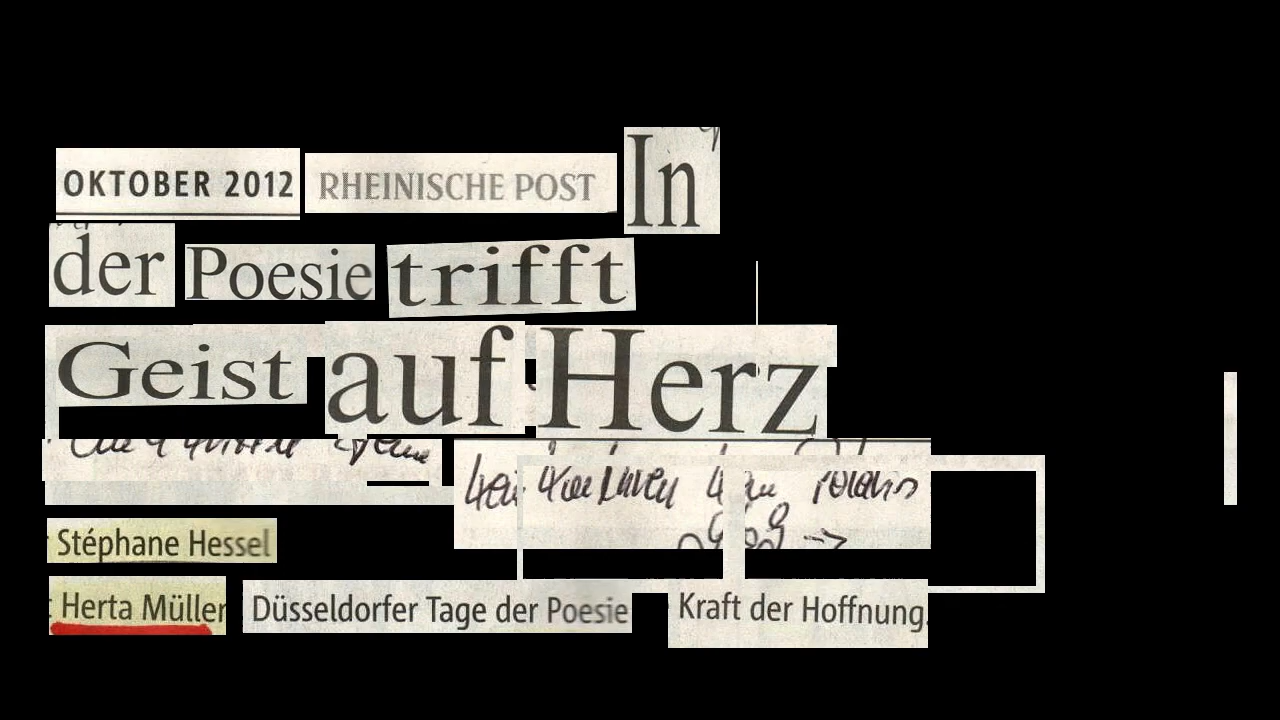 OKTOBER 2012 RHEINISCHE POST In
der Poesie trifft
Geist auf Herz
Stéphane Hessel
Herta Müller Düsseldorfer Tage der Poesie Kraft der Hoffnung.